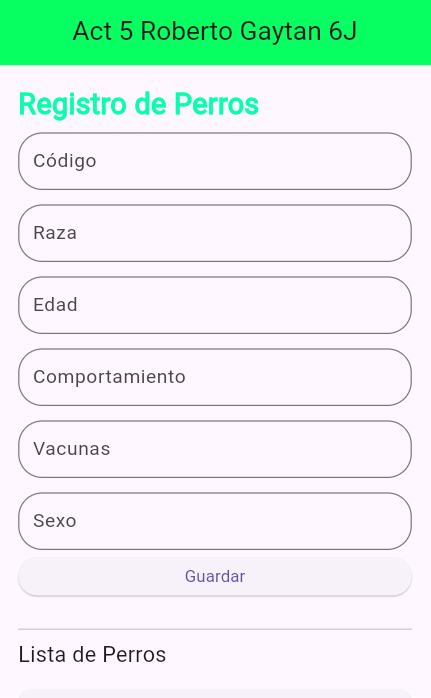 Act 5 Roberto Gaytan 6J
Registro de Perros
Código
Raza
Edad
Comportamiento
Vacunas
Sexo
Guardar
Lista de Perros